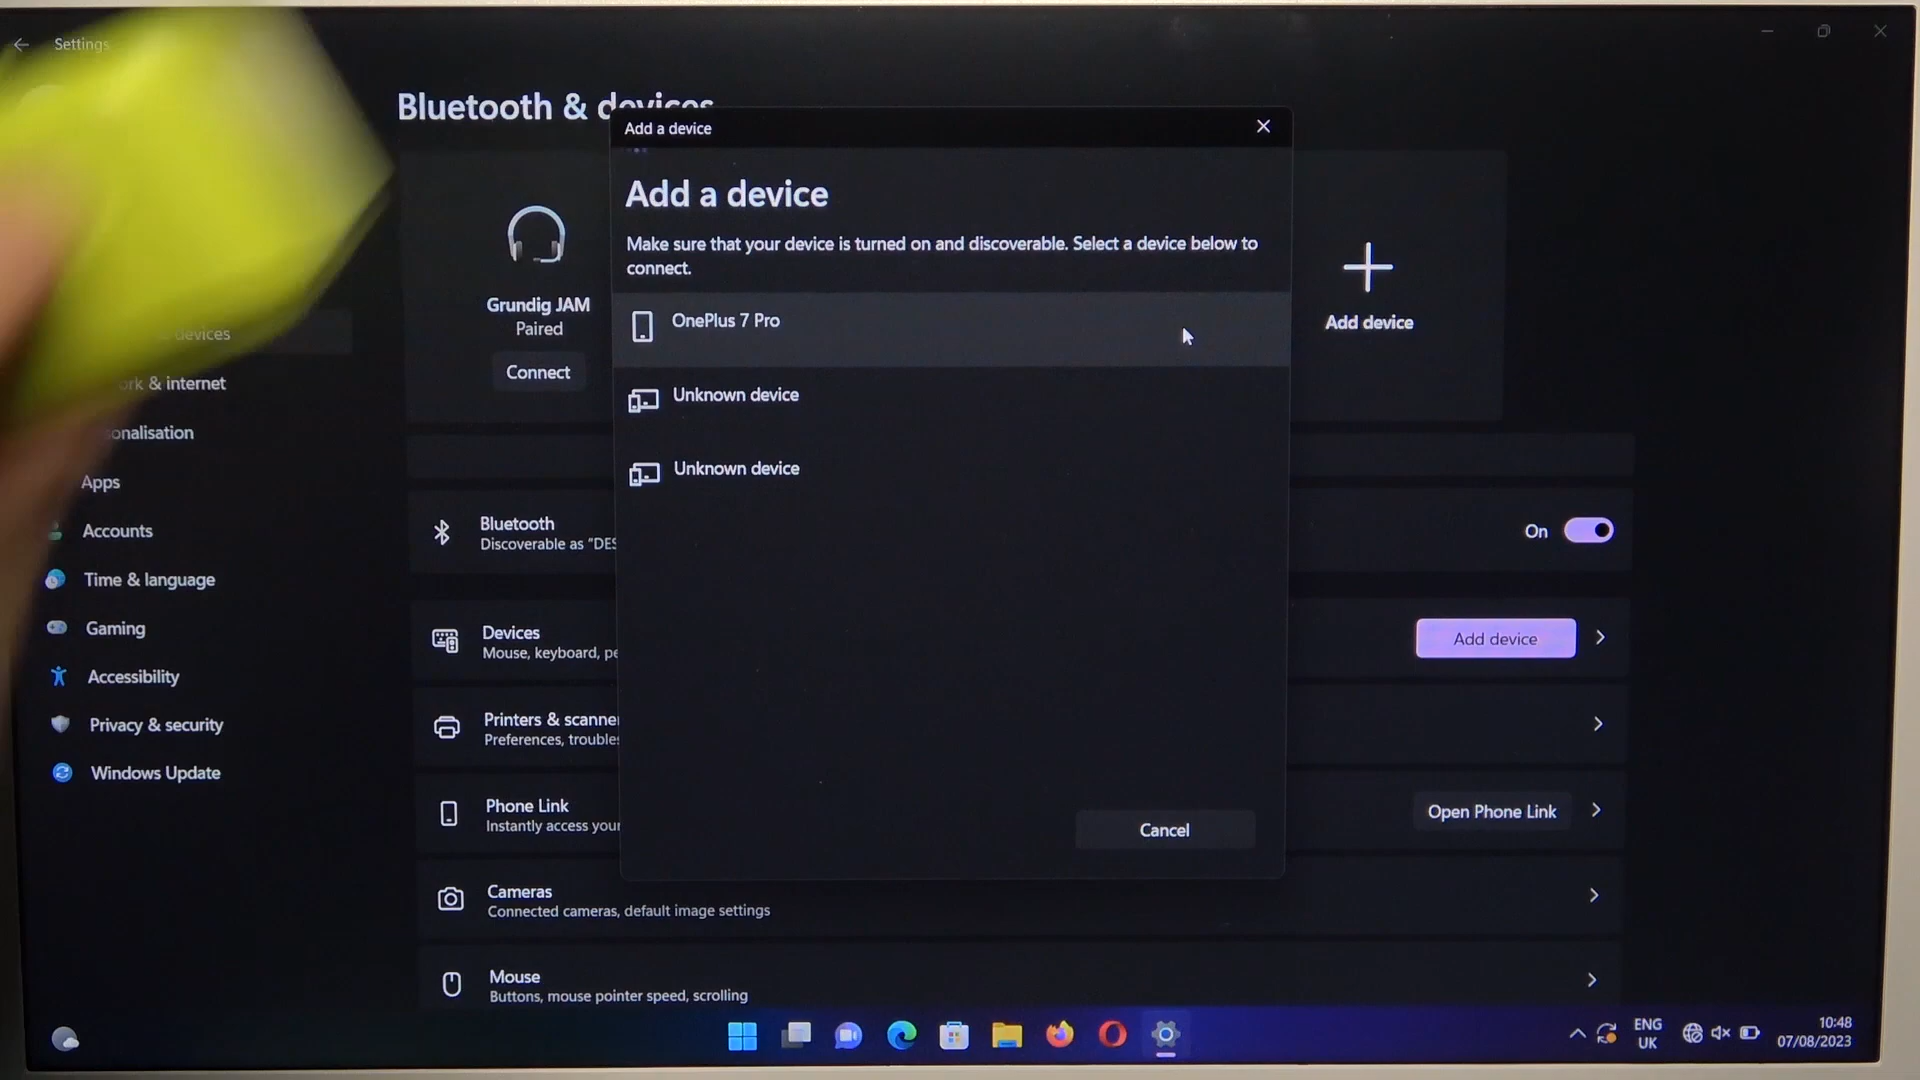 Settings
Bluetooth & devices
Add a device
Add a device
Make sure that your device is turned on and discoverable. Select a device below to
connect.
OnePlus 7 Pro
Unknown device
Unknown device
Cancel
Grundig JAM
Paired
Connect
Add device
devices
ork & internet
onalisation
Apps
Accounts
Time & language
Gaming
Accessibility
Privacy & security
Windows Update
Bluetooth
Discoverable as "DES
On
Devices
Mouse, keyboard, pe
Add device
Printers & scanne
Preferences, trouble
Phone Link
Instantly access your
Open Phone Link
Cameras
Connected cameras, default image settings
Mouse
Buttons, mouse pointer speed, scrolling
ENG
UK
10:48
07/08/2023